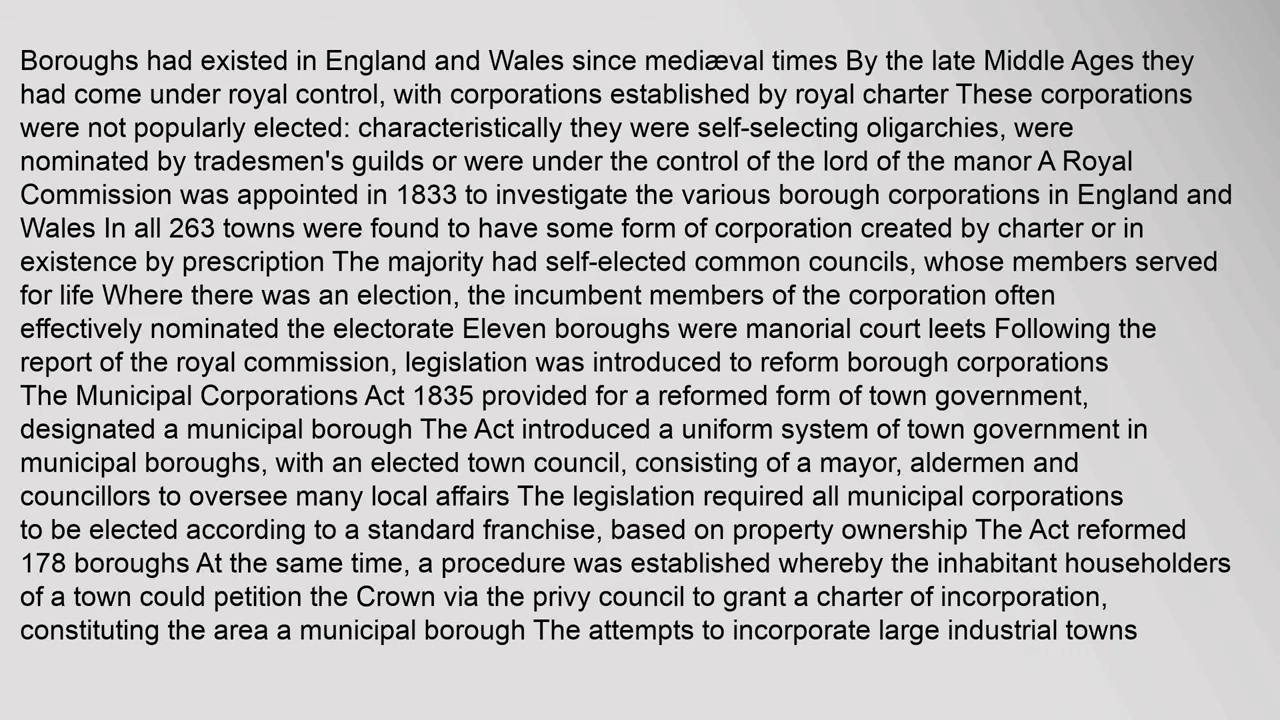 Boroughs had existed in England and Wales since mediæval times By the late Middle Ages they
had come under royal control, with corporations established by royal charter These corporations
were not popularly elected: characteristically they were self-selecting oligarchies, were
nominated by tradesmen's guilds or were under the control of the lord of the manor A Royal
Commission was appointed in 1833 to investigate the various borough corporations in England and
Wales In all 263 towns were found to have some form of corporation created by charter or in
existence by prescription The majority had self-elected common councils, whose members served
for life Where there was an election, the incumbent members of the corporation often
effectively nominated the electorate Eleven boroughs were manorial court leets Following the
report of the royal commission, legislation was introduced to reform borough corporations
The Municipal Corporations Act 1835 provided for a reformed form of town government,
designated a municipal borough The Act introduced a uniform system of town government in
municipal boroughs, with an elected town council, consisting of a mayor, aldermen and
councillors to oversee many local affairs The legislation required all municipal corporations
to be elected according to a standard franchise, based on property ownership The Act reformed
178 boroughs At the same time, a procedure was established whereby the inhabitant householders
of a town could petition the Crown via the privy council to grant a charter of incorporation,
constituting the area a municipal borough The attempts to incorporate large industrial towns